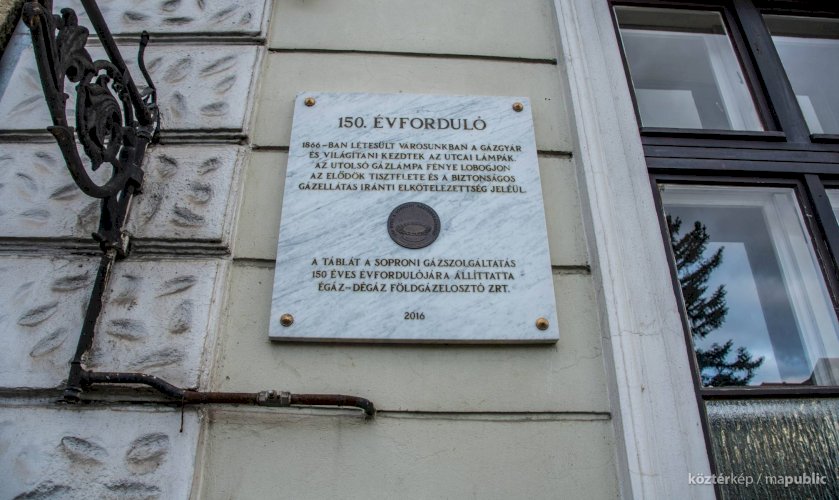 150. ÉVFORDULÓ
1866-BAN LÉTESÜLT VÁROSUNKBAN A GÁZGYÁR
ÉS VILÁGÍTANI KEZDTEK AZ UTCAI LÁMPÁK.
AZ UTOLSÓ GÁZLÁMPA FÉNYE LOBOGJON
AZ ELŐDÖK TISZTELETE ÉS A BIZTONSÁGOS
GÁZELLÁTÁS IRÁNTI ELKÖTELEZETTSÉG JELÉÜL.
A TÁBLÁT A SOPRONI GÁZSZOLGÁLTATÁS
150 ÉVES ÉVFORDULÓJÁRA ÁLLÍTTATTA
ÉGÁZ-DÉGÁZ FÖLDGÁZELOSZTÓ ZRT.
2016
köztérkép / mapublic